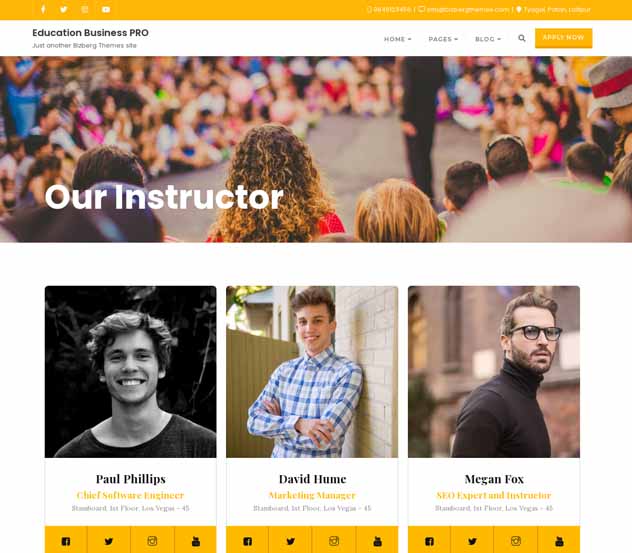 9849123456 | info@bizbergthemes.com | Tyagal, Patan, Lalitpur
Education Business PRO
Just another Bizberg Themes site
HOME PAGES BLOG APPLY NOW
Our Instructor
Paul Phillips
Chief Software Engineer
Stamboard, 1st Floor, Los Vegas - 45
David Hume
Marketing Manager
Stamboard, 1st Floor, Los Vegas - 45
Megan Fox
SEO Expert and Instructor
Stamboard, 1st Floor, Los Vegas - 45